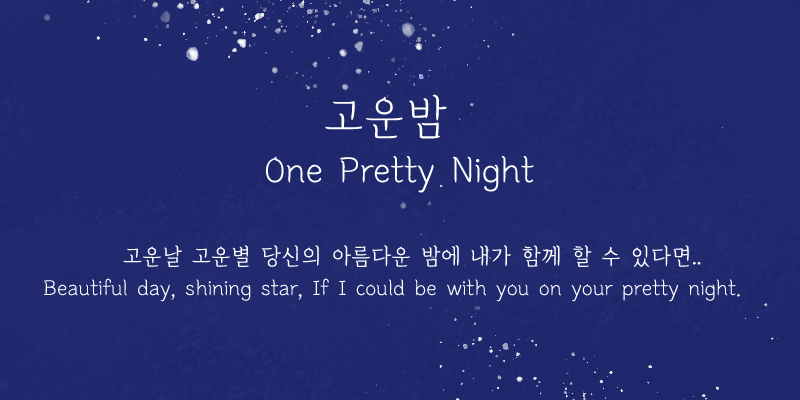 고운밤
One Pretty Night
고운날 고운별 당신의 아름다운 밤에 내가 함께 할 수 있다면..
Beautiful day, shining star, If I could be with you on your pretty night.